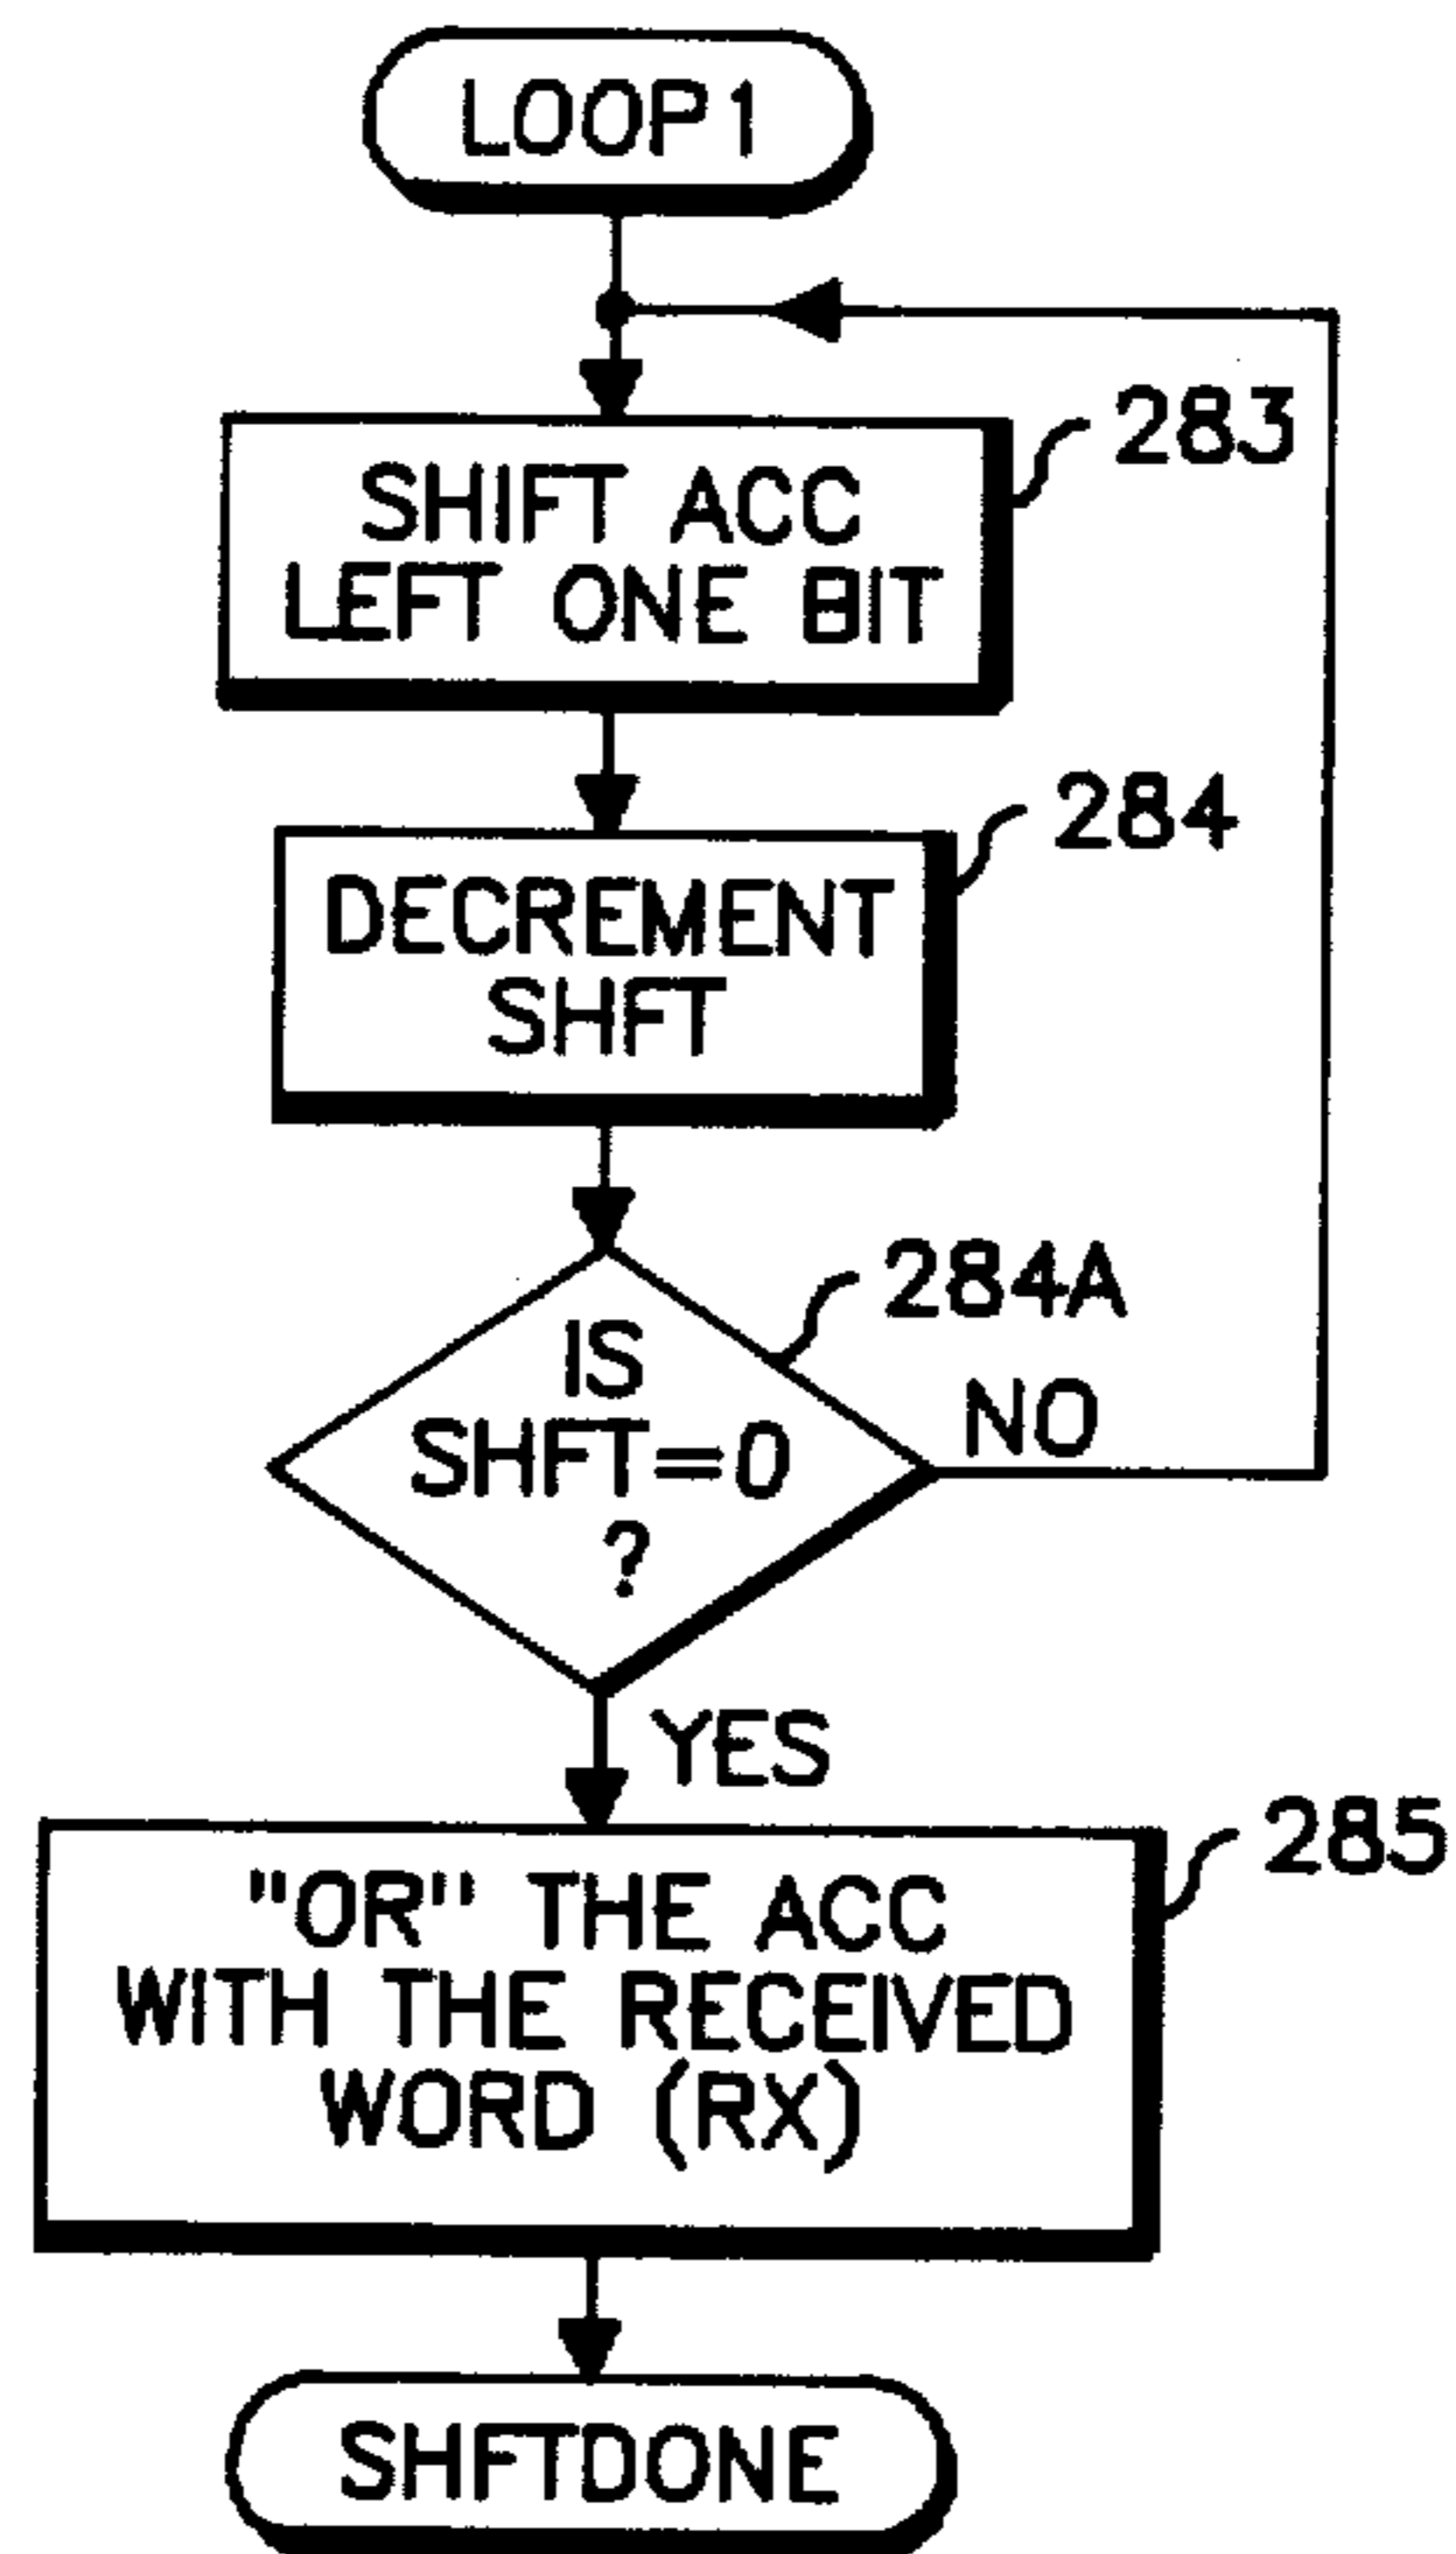 LOOP1
SHIFT ACC
LEFT ONE BIT
283
DECREMENT
SHFT
284
IS
SHFT=0
?
284A
NO
YES
"OR" THE ACC
WITH THE RECEIVED
WORD (RX)
285
SHFTDONE